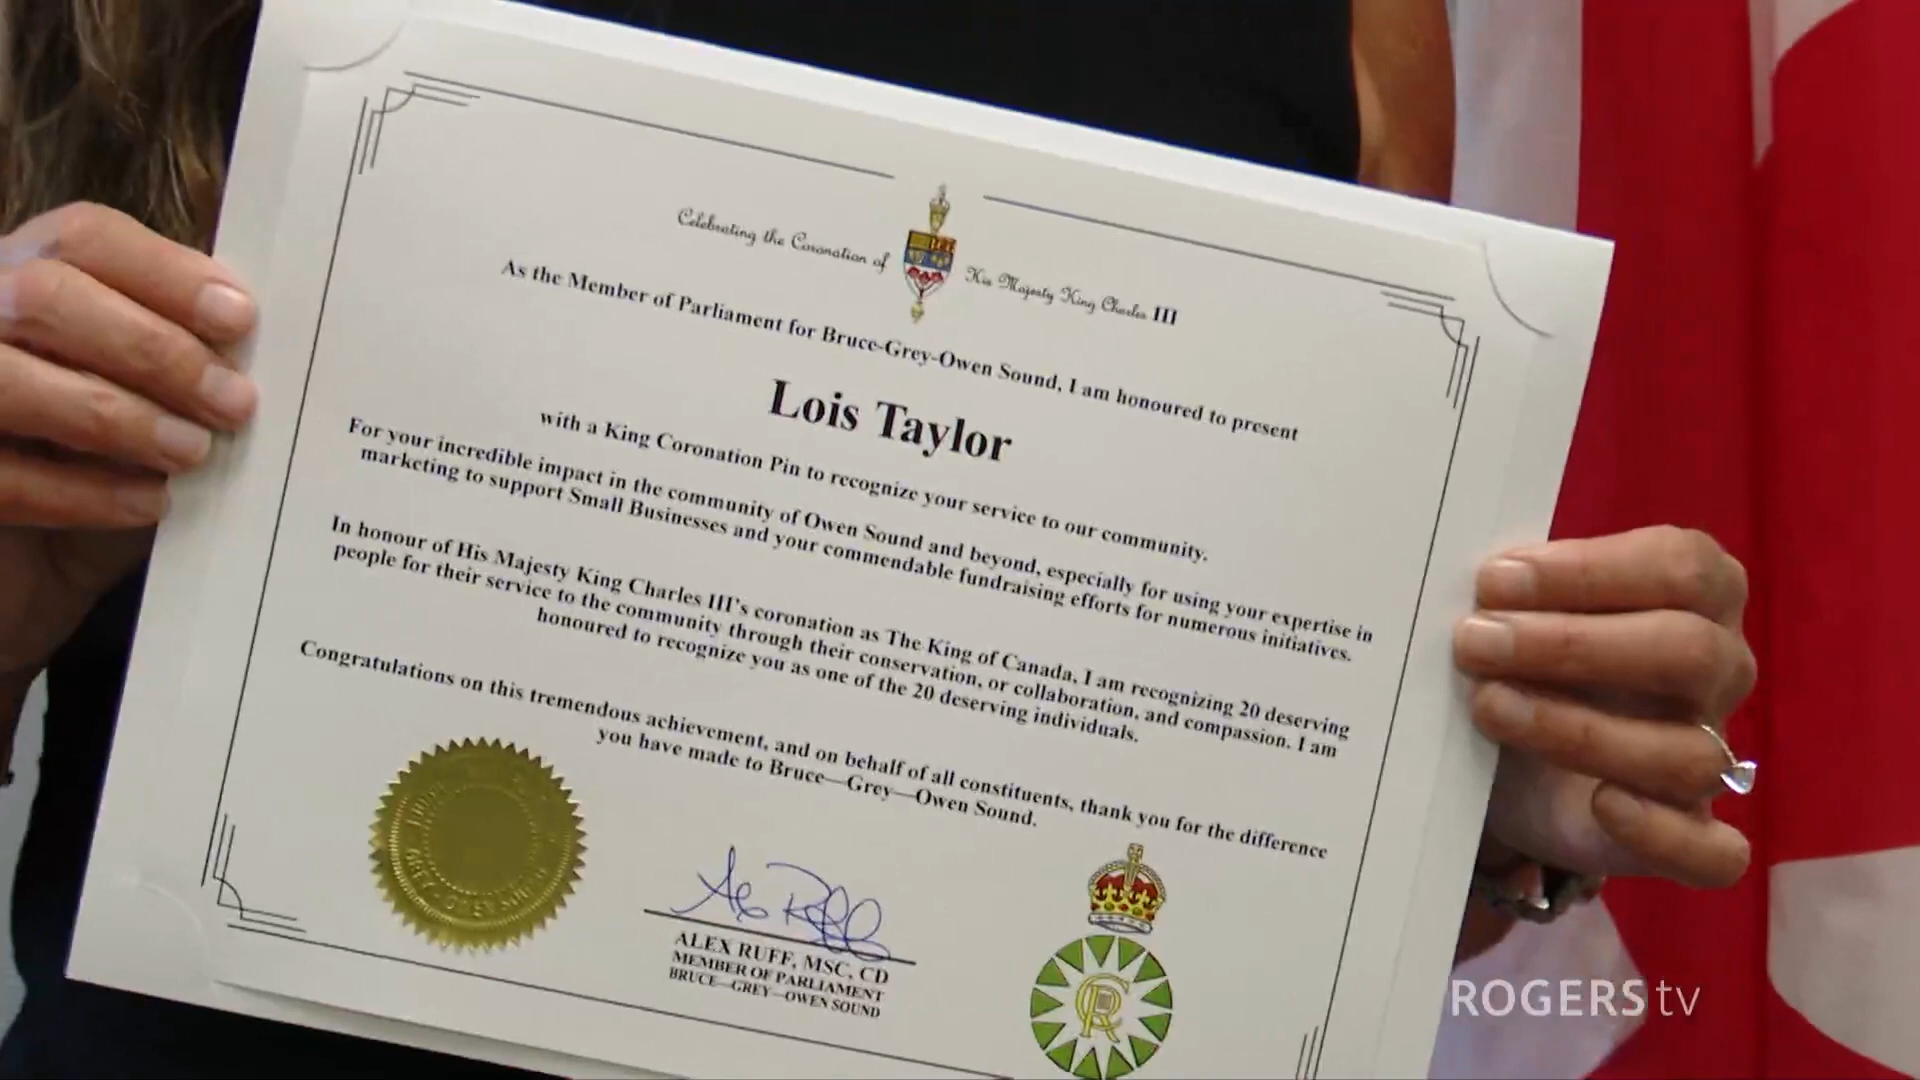 Celebrating the Coronation of His Majesty King Charles III
As the Member of Parliament for Bruce-Grey-Owen Sound, I am honoured to present
Lois Taylor
with a King Coronation Pin to recognize your service to our community.
For your incredible impact in the community of Owen Sound and beyond, especially for using your expertise in
marketing to support Small Businesses and your commendable fundraising efforts for numerous initiatives.
In honour of His Majesty King Charles III's coronation as The King of Canada, I am recognizing 20 deserving
people for their service to the community through their conservation, or collaboration, and compassion. I am
honoured to recognize you as one of the 20 deserving individuals.
Congratulations on this tremendous achievement, and on behalf of all constituents, thank you for the difference
you have made to Bruce—Grey—Owen Sound.
ALEX RUFF, MSC, CD
MEMBER OF PARLIAMENT
BRUCE—GREY—OWEN SOUND
ROGERS tv